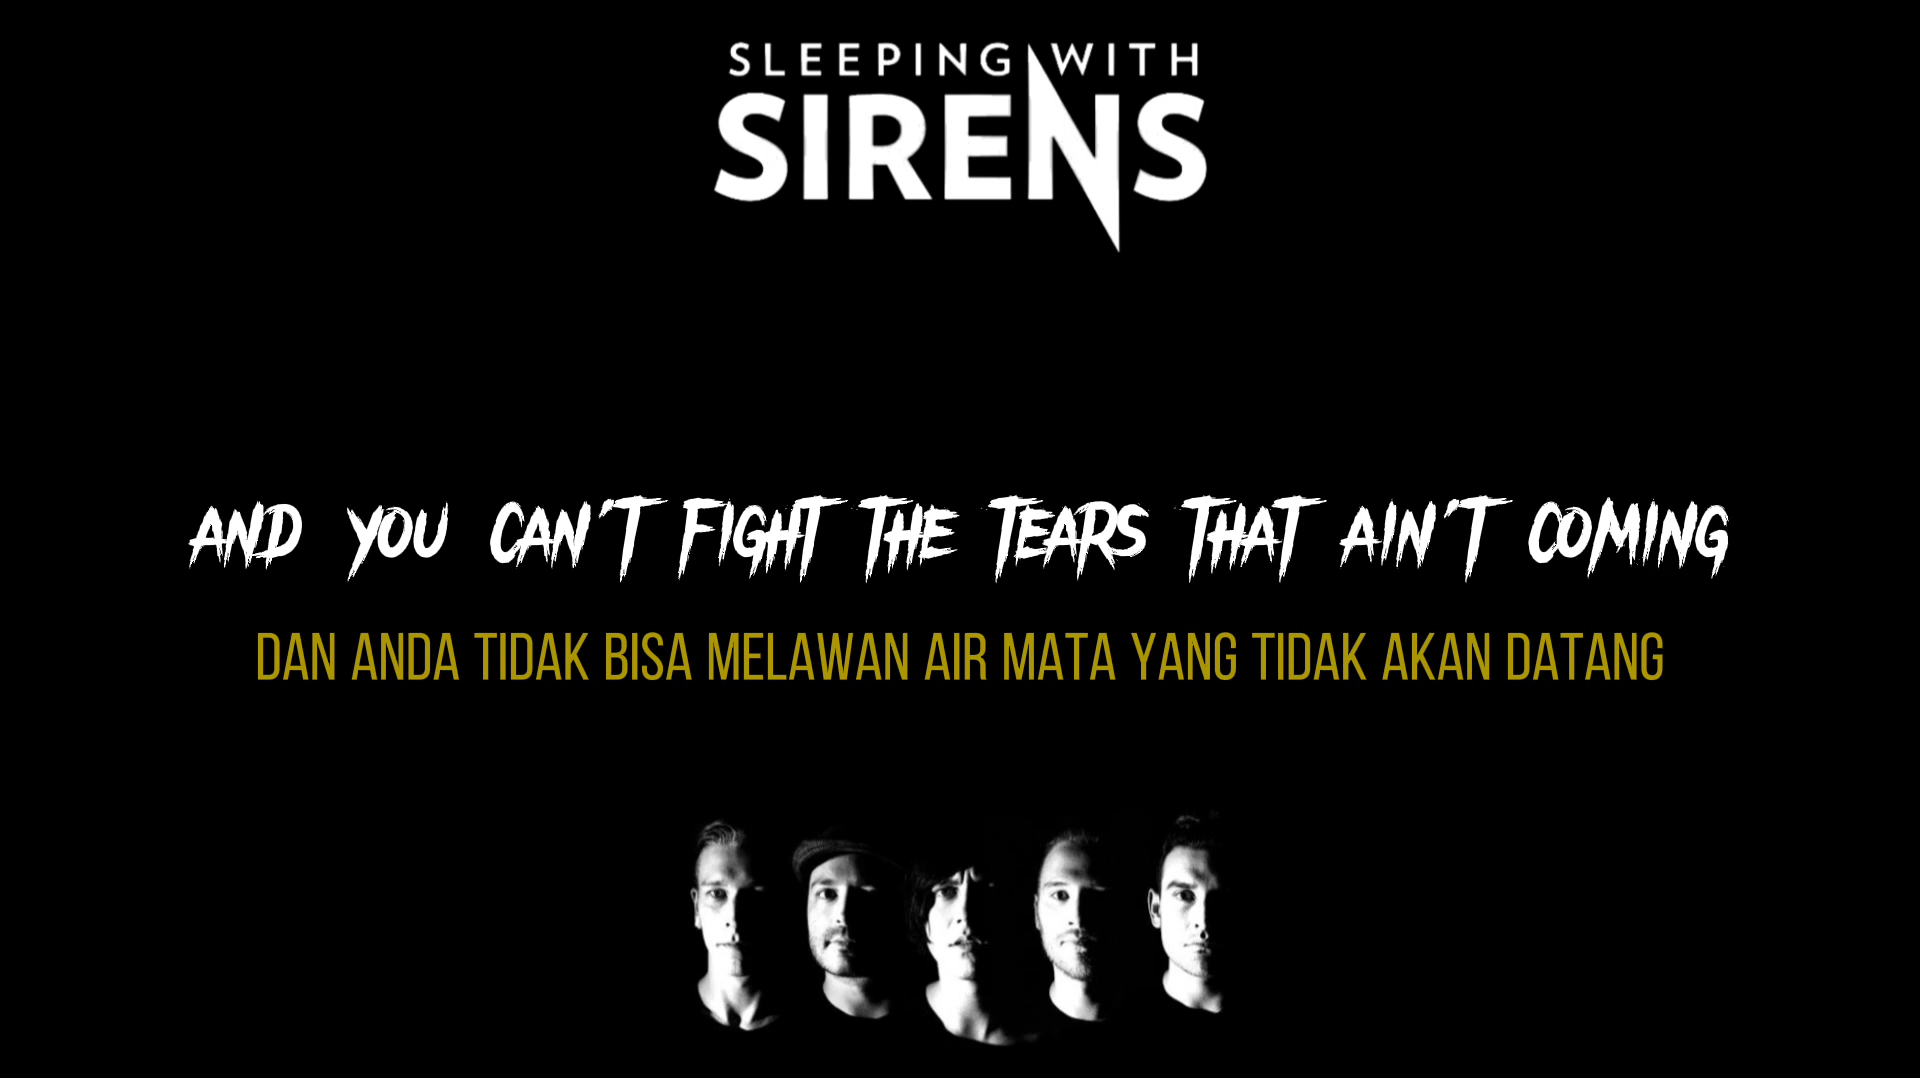 SLEEPING WITH
SIRENS
AND YOU CAN'T FIGHT THE TEARS THAT AIN'T COMING
DAN ANDA TIDAK BISA MELAWAN AIR MATA YANG TIDAK AKAN DATANG